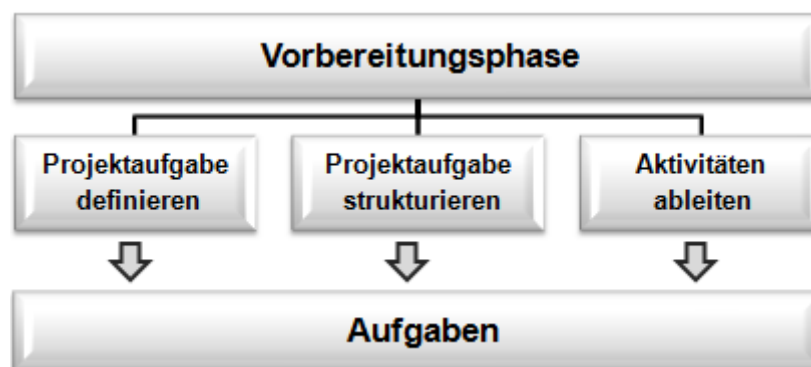 Vorbereitungsphase
Projektaufgabe
definieren
Projektaufgabe
strukturieren
Aktivitäten
ableiten
Aufgaben